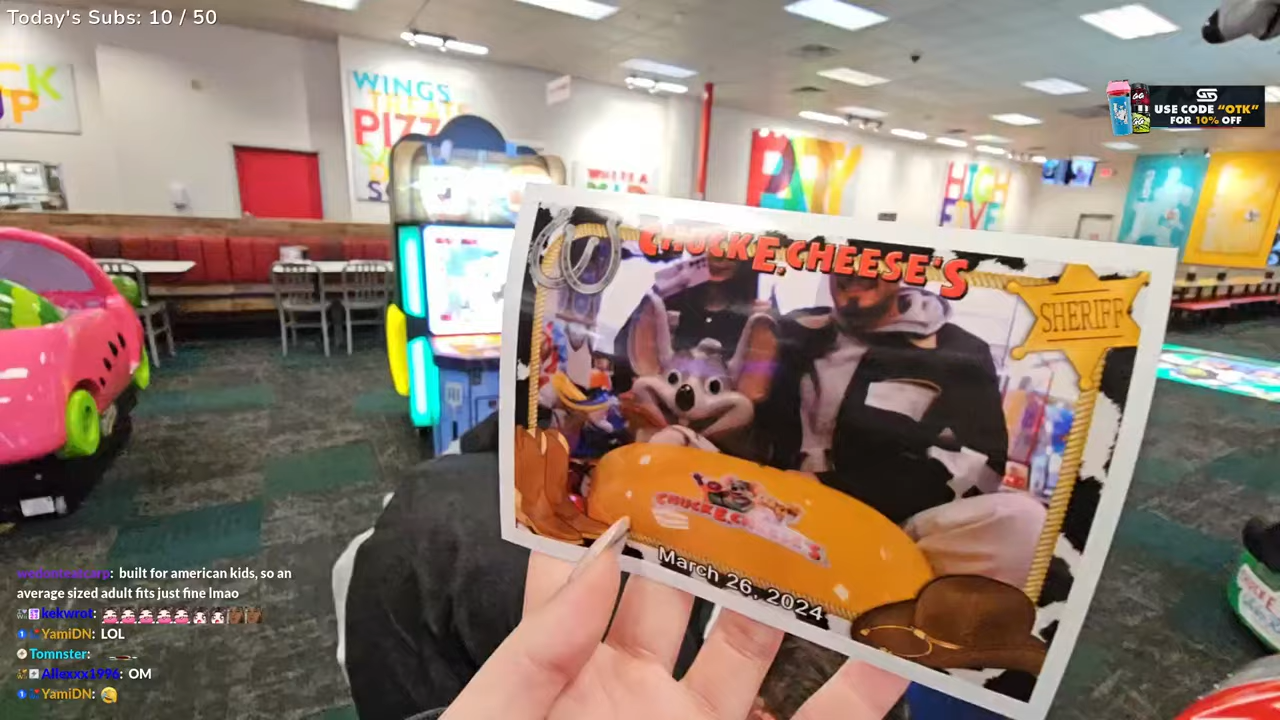 Today's Subs: 10 / 50
WINGS
PIZZ
DAY
HIGH
FIVE
GG
USE CODE "OTK"
FOR 10% OFF
CHUCK E. CHEESE'S
SHERIFF
CHUCK E. CHEESE'S
March 26, 2024
built for american kids, so an
average sized adult fits just fine lmao
kekwrot:
YamiDN: LOL
Tomnster:
Allexxx1996: OM
YamiDN: